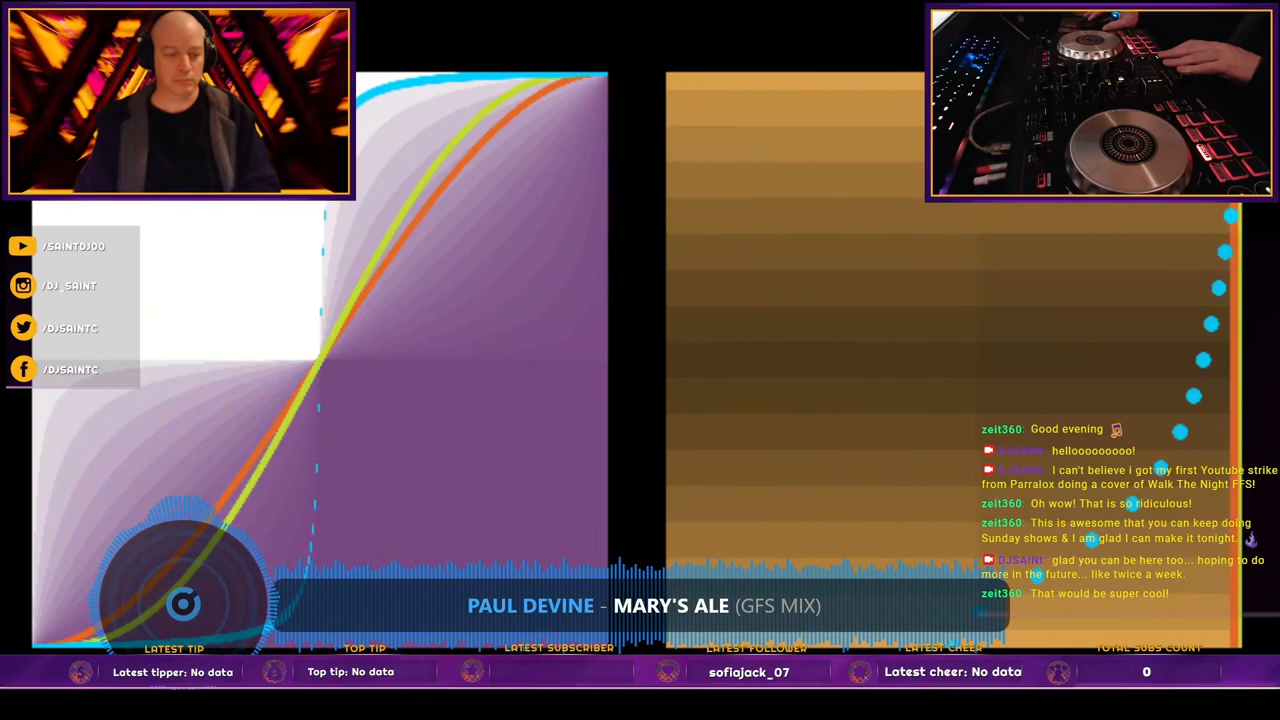 /SAINTDJOO
/DJ_SAINT
/DJSAINTC
/DJSAINTC
zeit360: Good evening
DJSAINt: helloooooooo!
DJSAINt: I can't believe i got my first Youtube strike
from Parralox doing a cover of Walk The Night FFS!
zeit360: Oh wow! That is so ridiculous!
zeit360: This is awesome that you can keep doing
Sunday shows & I am glad I can make it tonight.
DJSAINt: glad you can be here too... hoping to do
more in the future... like twice a week.
zeit360: That would be super cool!
PAUL DEVINE - MARY'S ALE (GFS MIX)
LATEST TIP
TOP TIP
LATEST SUBSCRIBER
LATEST FOLLOWER
LATEST CHEER
TOTAL SUBS COUNT
Latest tipper: No data
Top tip: No data
sofiajack_07
Latest cheer: No data
0